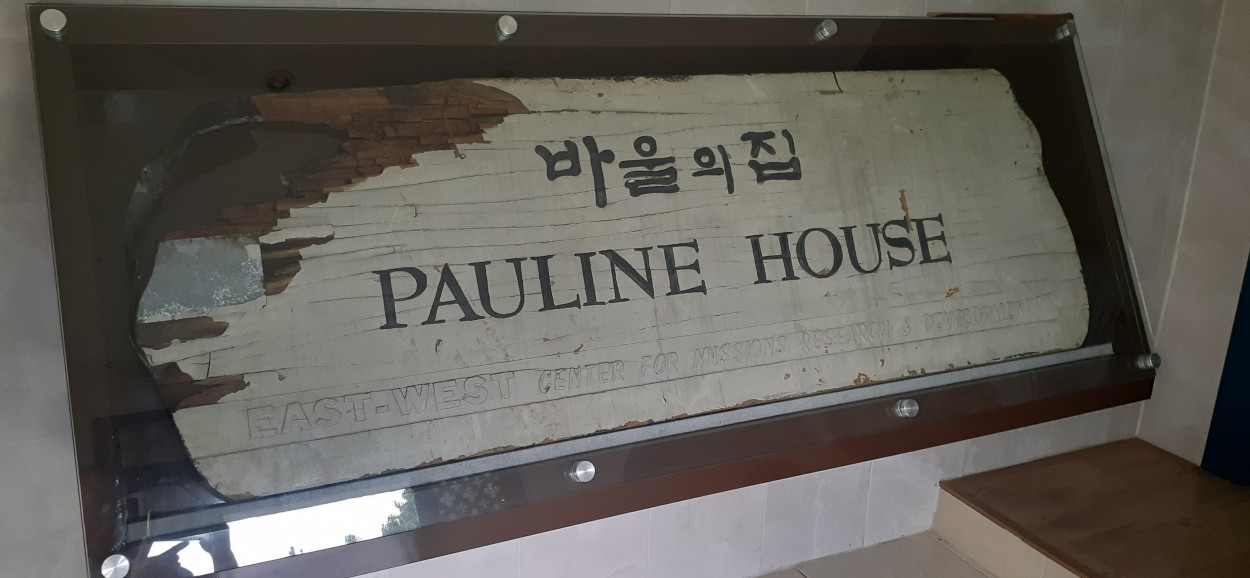 바울의집
PAULINE HOUSE
EAST-WEST CENTER FOR MISSIONS RESEARCH & DEVELOPMENT